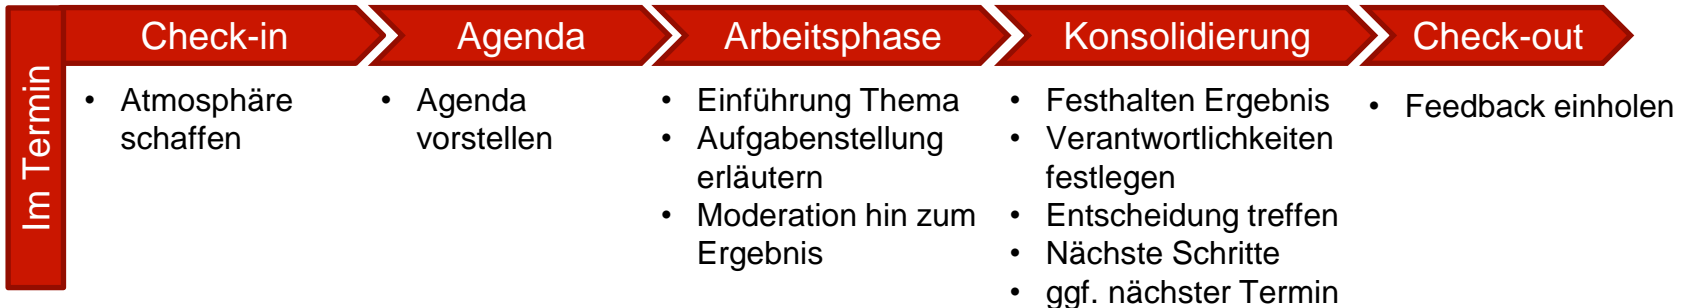 Im Termin
Check-in
Agenda
Arbeitsphase
Konsolidierung
Check-out
• Atmosphäre
schaffen
• Agenda
vorstellen
• Einführung Thema
• Aufgabenstellung
erläutern
• Moderation hin zum
Ergebnis
• Festhalten Ergebnis
• Verantwortlichkeiten
festlegen
• Entscheidung treffen
• Nächste Schritte
• ggf. nächster Termin
• Feedback einholen